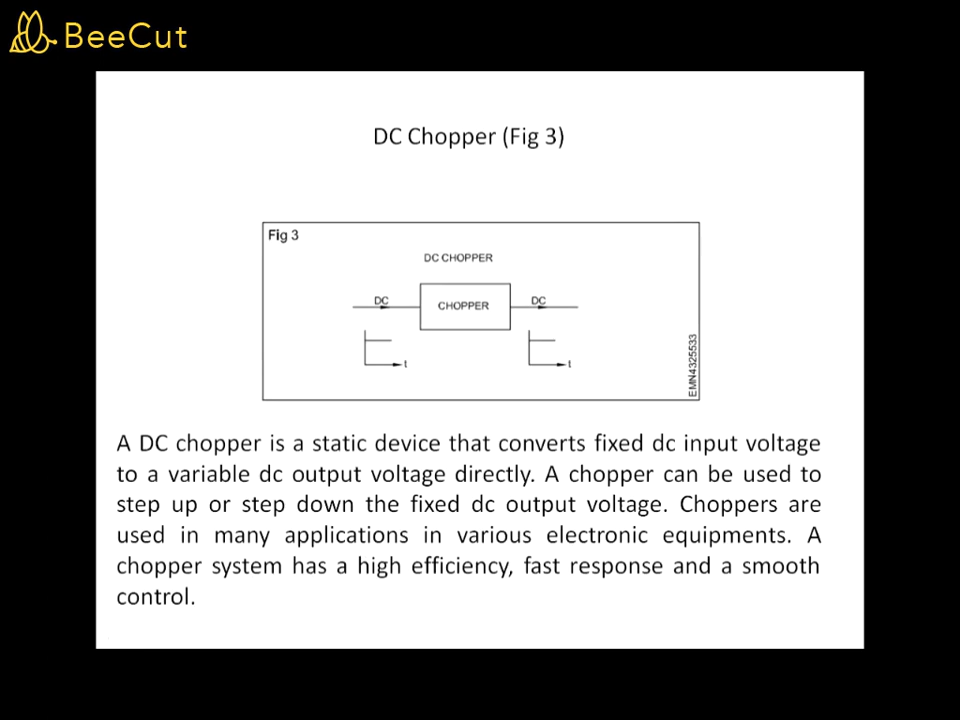 BeeCut
DC Chopper (Fig 3)
Fig 3
DC CHOPPER
DC
CHOPPER
DC
t
t
EMN4325533
A DC chopper is a static device that converts fixed dc input voltage
to a variable dc output voltage directly. A chopper can be used to
step up or step down the fixed dc output voltage. Choppers are
used in many applications in various electronic equipments. A
chopper system has a high efficiency, fast response and a smooth
control.